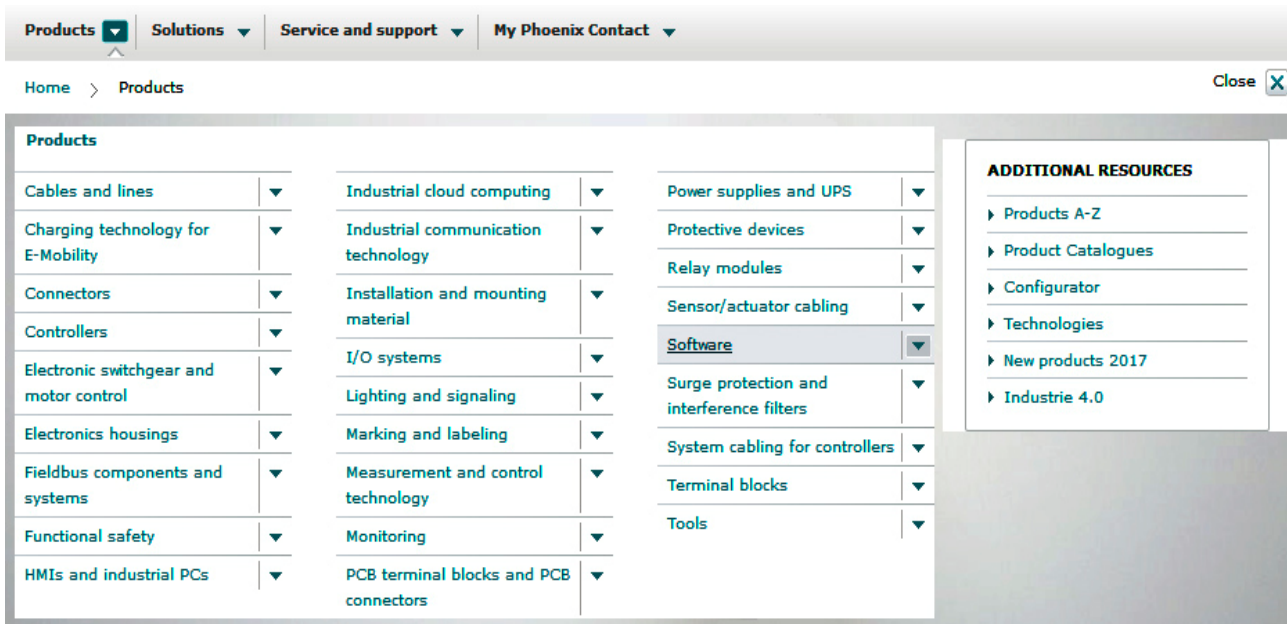 Products Solutions Service and support My Phoenix Contact
Home > Products
Close X
Products
Cables and lines
Charging technology for
E-Mobility
Connectors
Controllers
Electronic switchgear and
motor control
Electronics housings
Fieldbus components and
systems
Functional safety
HMIs and industrial PCs
Industrial cloud computing
Industrial communication
technology
Installation and mounting
material
I/O systems
Lighting and signaling
Marking and labeling
Measurement and control
technology
Monitoring
PCB terminal blocks and PCB
connectors
Power supplies and UPS
Protective devices
Relay modules
Sensor/actuator cabling
Software
Surge protection and
interference filters
System cabling for controllers
Terminal blocks
Tools
ADDITIONAL RESOURCES
Products A-Z
Product Catalogues
Configurator
Technologies
New products 2017
Industrie 4.0